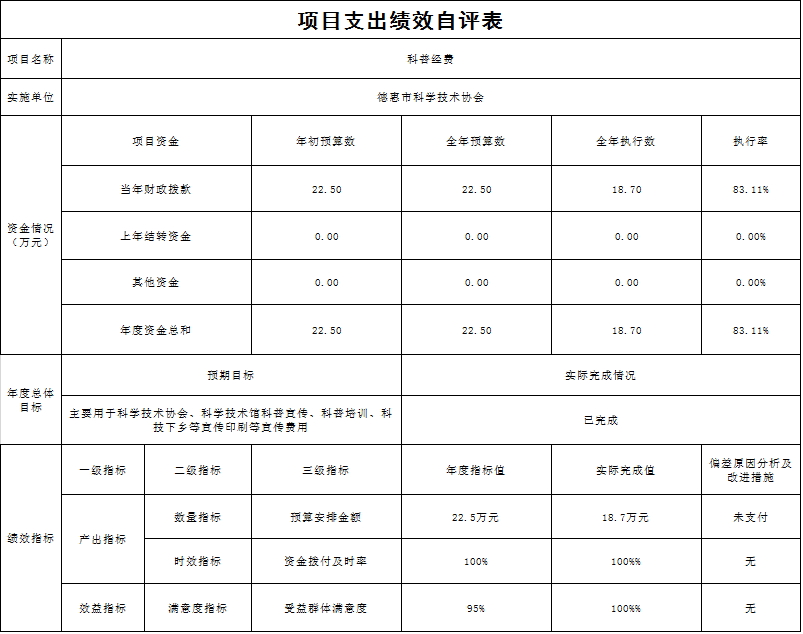 项目支出绩效自评表
项目名称 科普经费
实施单位 德惠市科学技术协会
资金情况
（万元）
项目资金 年初预算数 全年预算数 全年执行数 执行率
当年财政拨款 22.50 22.50 18.70 83.11%
上年结转资金 0.00 0.00 0.00 0.00%
其他资金 0.00 0.00 0.00 0.00%
年度资金总和 22.50 22.50 18.70 83.11%
年度总体
目标
预期目标 实际完成情况
主要用于科学技术协会、科学技术馆科普宣传、科普培训、科
技下乡等宣传印刷等宣传费用
已完成
绩效指标
一级指标 二级指标 三级指标 年度指标值 实际完成值 偏差原因分析及
改进措施
产出指标 数量指标 预算安排金额 22.5万元 18.7万元 未支付
时效指标 资金拨付及时率 100% 100%% 无
效益指标 满意度指标 受益群体满意度 95% 100%% 无